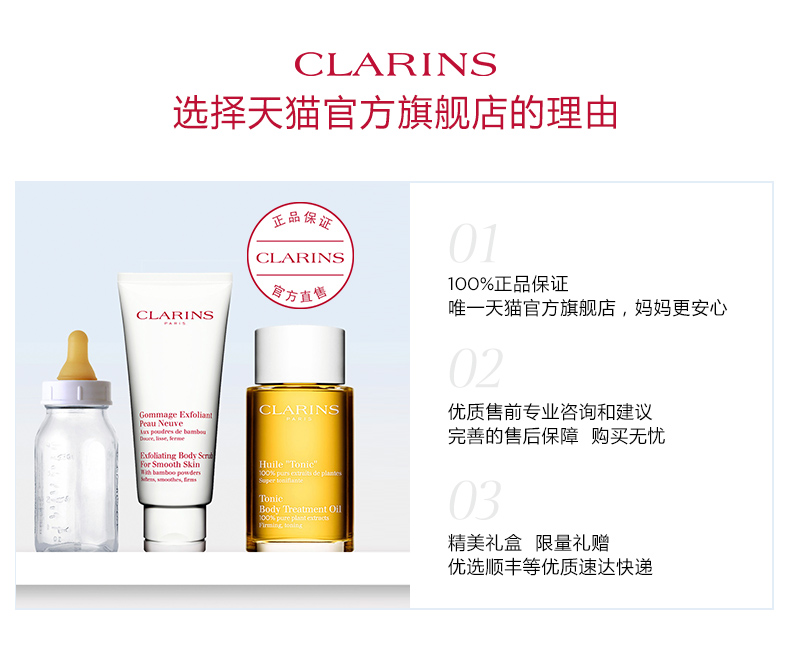 CLARINS
选择天猫官方旗舰店的理由
正品保证
CLARINS
官方直售
CLARINS
PARIS
Gommage Exfoliant
Peau Neuve
Aux poudres de bambou
Douce, lisse, ferme
Exfoliating Body Scrub
For Smooth Skin
With bamboo powders
Softens, smoothes, firms
CLARINS
PARIS
Huile "Tonic"
100% purs extraits de plantes
Super tonifiante
Tonic
Body Treatment Oil
100% pure plant extracts
Firming, toning
01
100%正品保证
唯一天猫官方旗舰店，妈妈更安心
02
优质售前专业咨询和建议
完善的售后保障 购买无忧
03
精美礼盒 限量礼赠
优选顺丰等优质速达快递